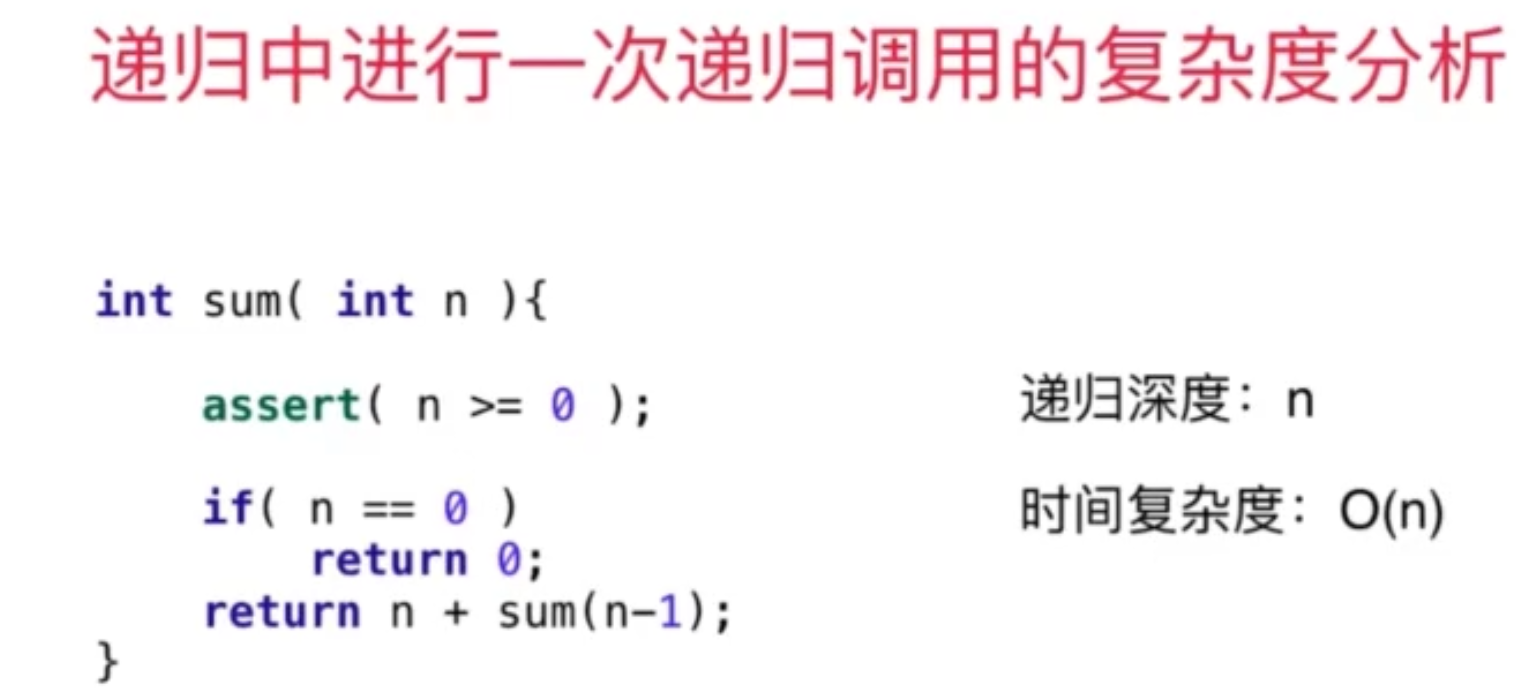 递归中进行一次递归调用的复杂度分析
int sum( int n ){
assert( n >= 0 );
递归深度：n
if( n == 0 )
时间复杂度：O(n)
return 0;
return n + sum(n-1);
}